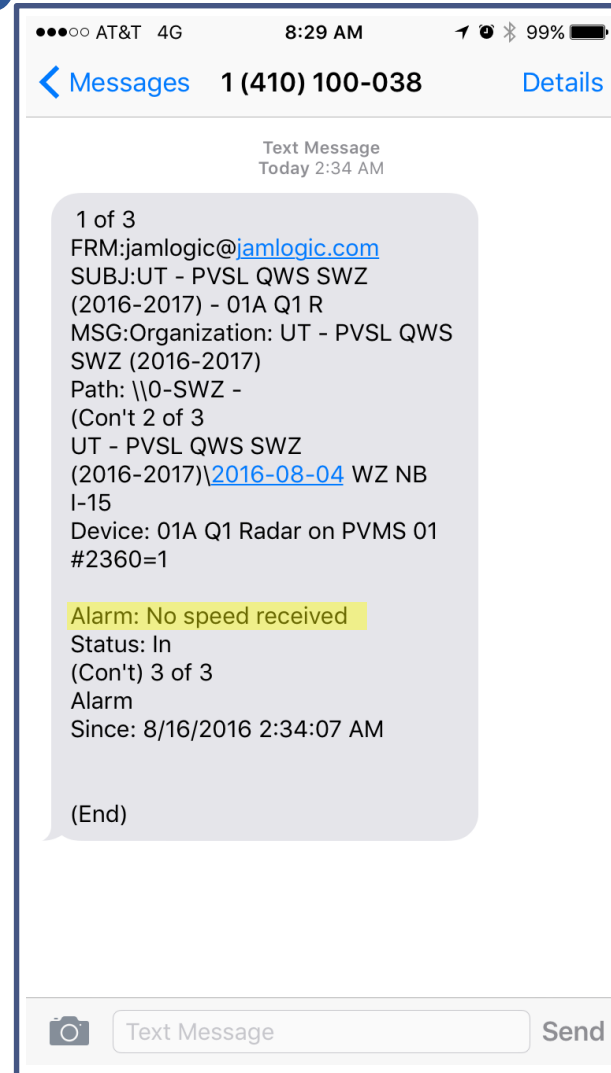 AT&T 4G 8:29 AM 99%
Messages 1 (410) 100-038 Details
Text Message
Today 2:34 AM
1 of 3
FRM:jamlogic@jamlogic.com
SUBJ:UT - PVSL QWS SWZ
(2016-2017) - 01A Q1 R
MSG:Organization: UT - PVSL QWS
SWZ (2016-2017)
Path: \\0-SWZ -
(Con't 2 of 3
UT - PVSL QWS SWZ
(2016-2017)\2016-08-04 WZ NB
I-15
Device: 01A Q1 Radar on PVMS 01
#2360=1
Alarm: No speed received
Status: In
(Con't) 3 of 3
Alarm
Since: 8/16/2016 2:34:07 AM
(End)
Text Message Send